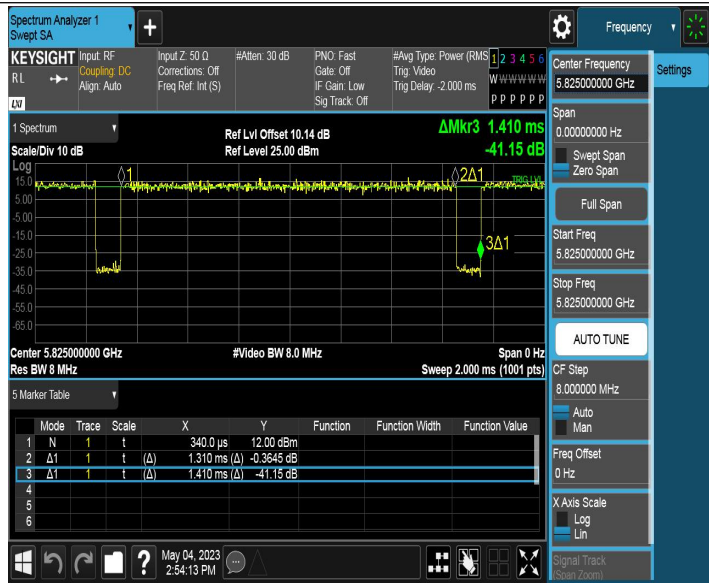 Spectrum Analyzer 1
Swept SA
Frequency
KEYSIGHT
Input: RF
Input Z: 50 Ω
#Atten: 30 dB
PNO: Fast
#Avg Type: Power (RMS
1 2 3 4 5 6
RL
Coupling: DC
Corrections: Off
Gate: Off
Trig: Video
Align: Auto
Freq Ref: Int (S)
IF Gain: Low
Trig Delay: -2.000 ms
W W W W W W
Sig Track: Off
P P P P P P
LXI
1 Spectrum
Ref Lvl Offset 10.14 dB
ΔMkr3 1.410 ms
Scale/Div 10 dB
Ref Level 25.00 dBm
-41.15 dB
Log
15.0
5.00
-5.00
-15.0
-25.0
-35.0
-45.0
-55.0
-65.0
1
2Δ1
TRIG LVL
3Δ1
Center 5.825000000 GHz
#Video BW 8.0 MHz
Span 0 Hz
Res BW 8 MHz
Sweep 2.000 ms (1001 pts)
5 Marker Table
Mode Trace Scale X Y Function Function Width Function Value
1 N 1 t 340.0 µs 12.00 dBm
2 Δ1 1 t (Δ) 1.310 ms (Δ) -0.3645 dB
3 Δ1 1 t (Δ) 1.410 ms (Δ) -41.15 dB
4
5
6
?
May 04, 2023
2:54:13 PM
Center Frequency
5.825000000 GHz
Settings
Span
0.00000000 Hz
Swept Span
Zero Span
Full Span
Start Freq
5.825000000 GHz
Stop Freq
5.825000000 GHz
AUTO TUNE
CF Step
8.000000 MHz
Auto
Man
Freq Offset
0 Hz
X Axis Scale
Log
Lin
Signal Track
(Span Zoom)